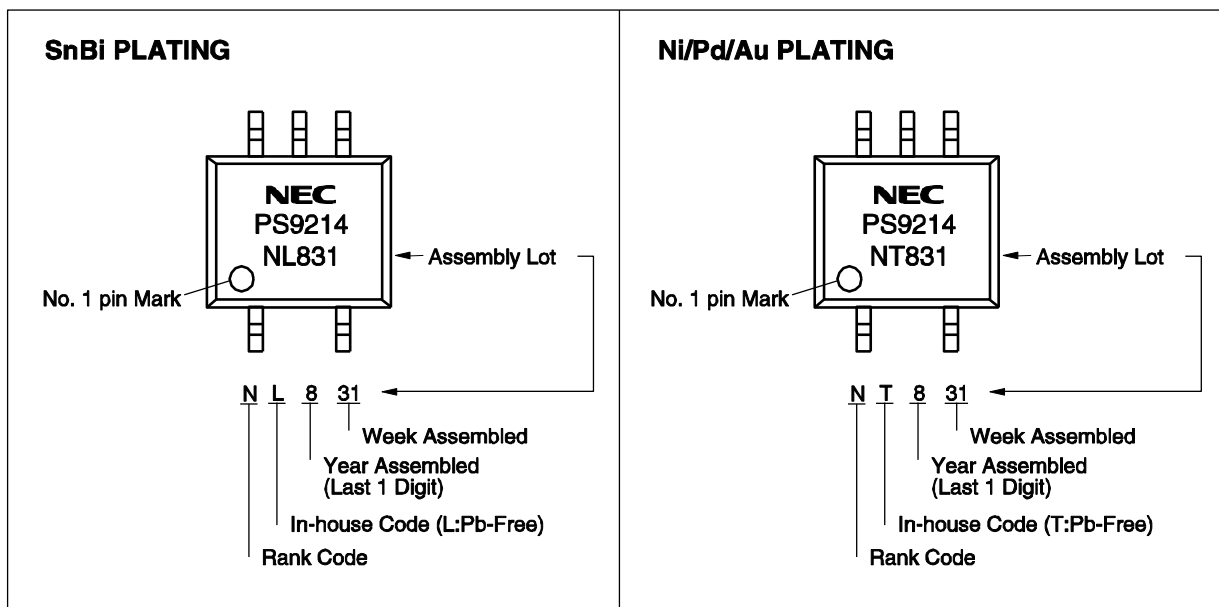 SnBi PLATING
NEC
PS9214
NL831
Assembly Lot
No. 1 pin Mark
N L 8 31
Week Assembled
Year Assembled
(Last 1 Digit)
In-house Code (L:Pb-Free)
Rank Code
Ni/Pd/Au PLATING
NEC
PS9214
NT831
Assembly Lot
No. 1 pin Mark
N T 8 31
Week Assembled
Year Assembled
(Last 1 Digit)
In-house Code (T:Pb-Free)
Rank Code